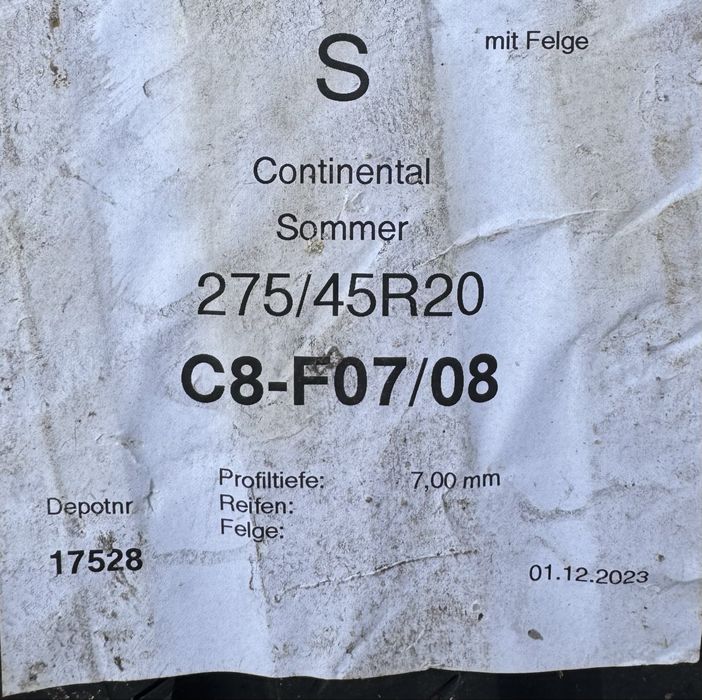 S
mit Felge
Continental
Sommer
275/45R20
C8-F07/08
Profiltiefe: 7,00 mm
Reifen:
Felge:
Depotnr
17528
01.12.2023